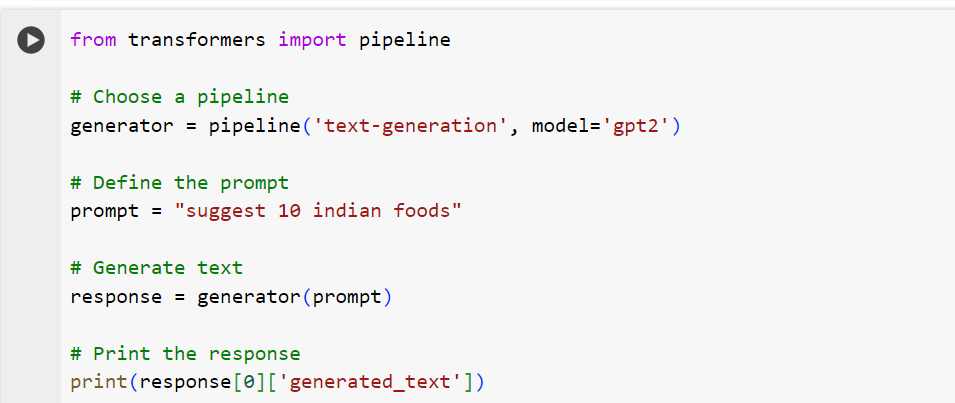 from transformers import pipeline
# Choose a pipeline
generator = pipeline('text-generation', model='gpt2')
# Define the prompt
prompt = "suggest 10 indian foods"
# Generate text
response = generator(prompt)
# Print the response
print(response[0]['generated_text'])